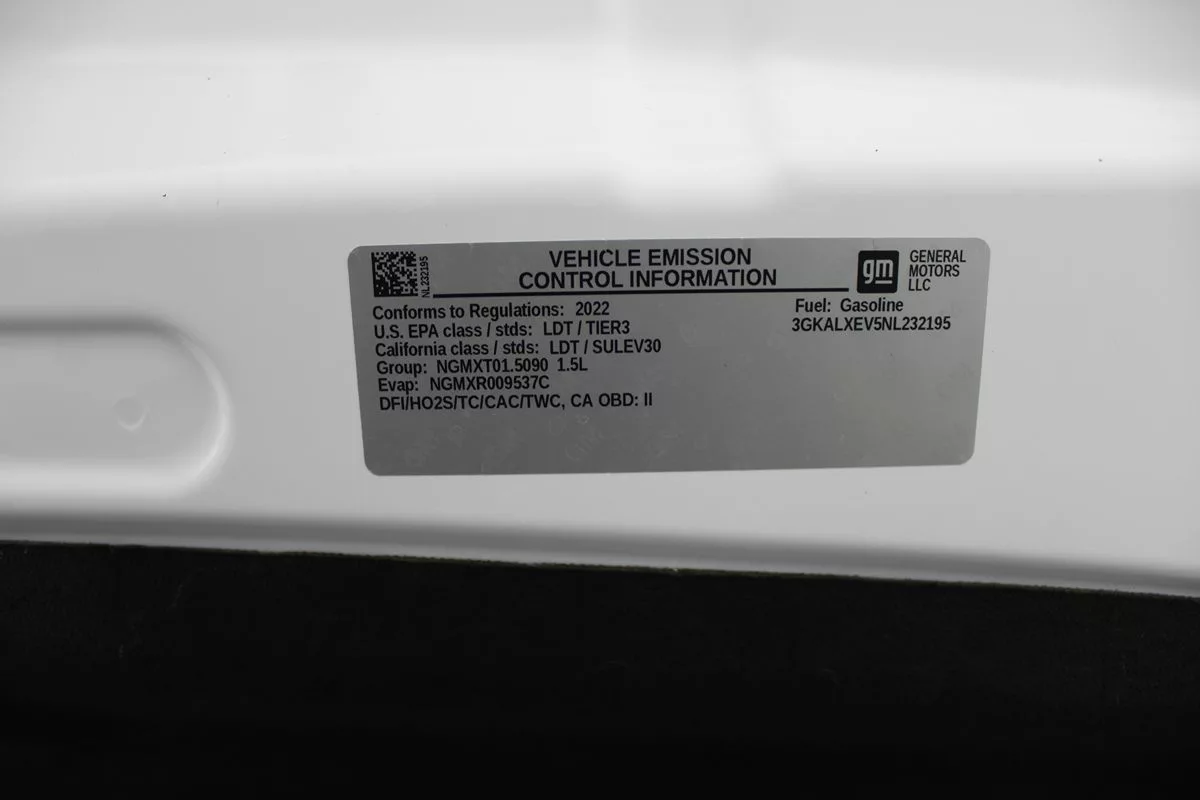 NL232195
VEHICLE EMISSION
CONTROL INFORMATION
gm
GENERAL
MOTORS
LLC
Conforms to Regulations: 2022
U.S. EPA class / stds: LDT / TIER3
California class / stds: LDT / SULEV30
Group: NGMXT01.5090 1.5L
Evap: NGMXR009537C
DFI/HO2S/TC/CAC/TWC, CA OBD: II
Fuel: Gasoline
3GKALXEV5NL232195